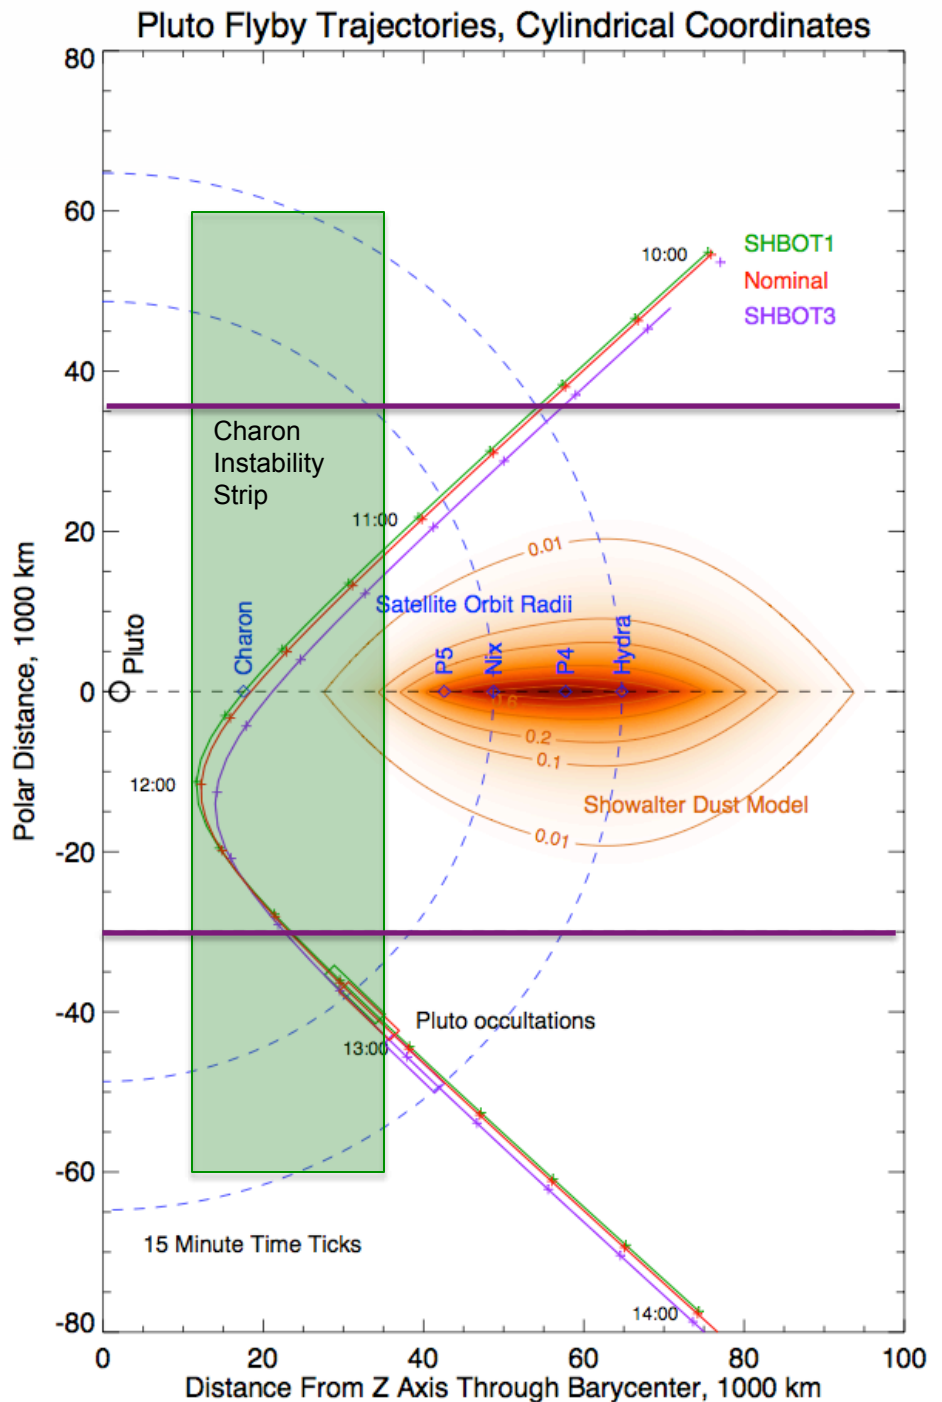 Pluto Flyby Trajectories, Cylindrical Coordinates
80
60
40
20
0
-20
-40
-60
-80
Polar Distance, 1000 km
10:00
SHBOT1
Nominal
SHBOT3
Charon
Instability
Strip
11:00
0.01
Satellite Orbit Radii
Pluto
Charon
P5
Nix
P4
Hydra
0.2
0.1
12:00
Showalter Dust Model
0.01
Pluto occultations
13:00
15 Minute Time Ticks
14:00
0 20 40 60 80 100
Distance From Z Axis Through Barycenter, 1000 km